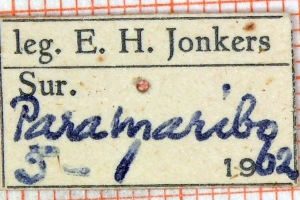 leg. E. H. Jonkers
Sur.
Paramaribo
5- 1962